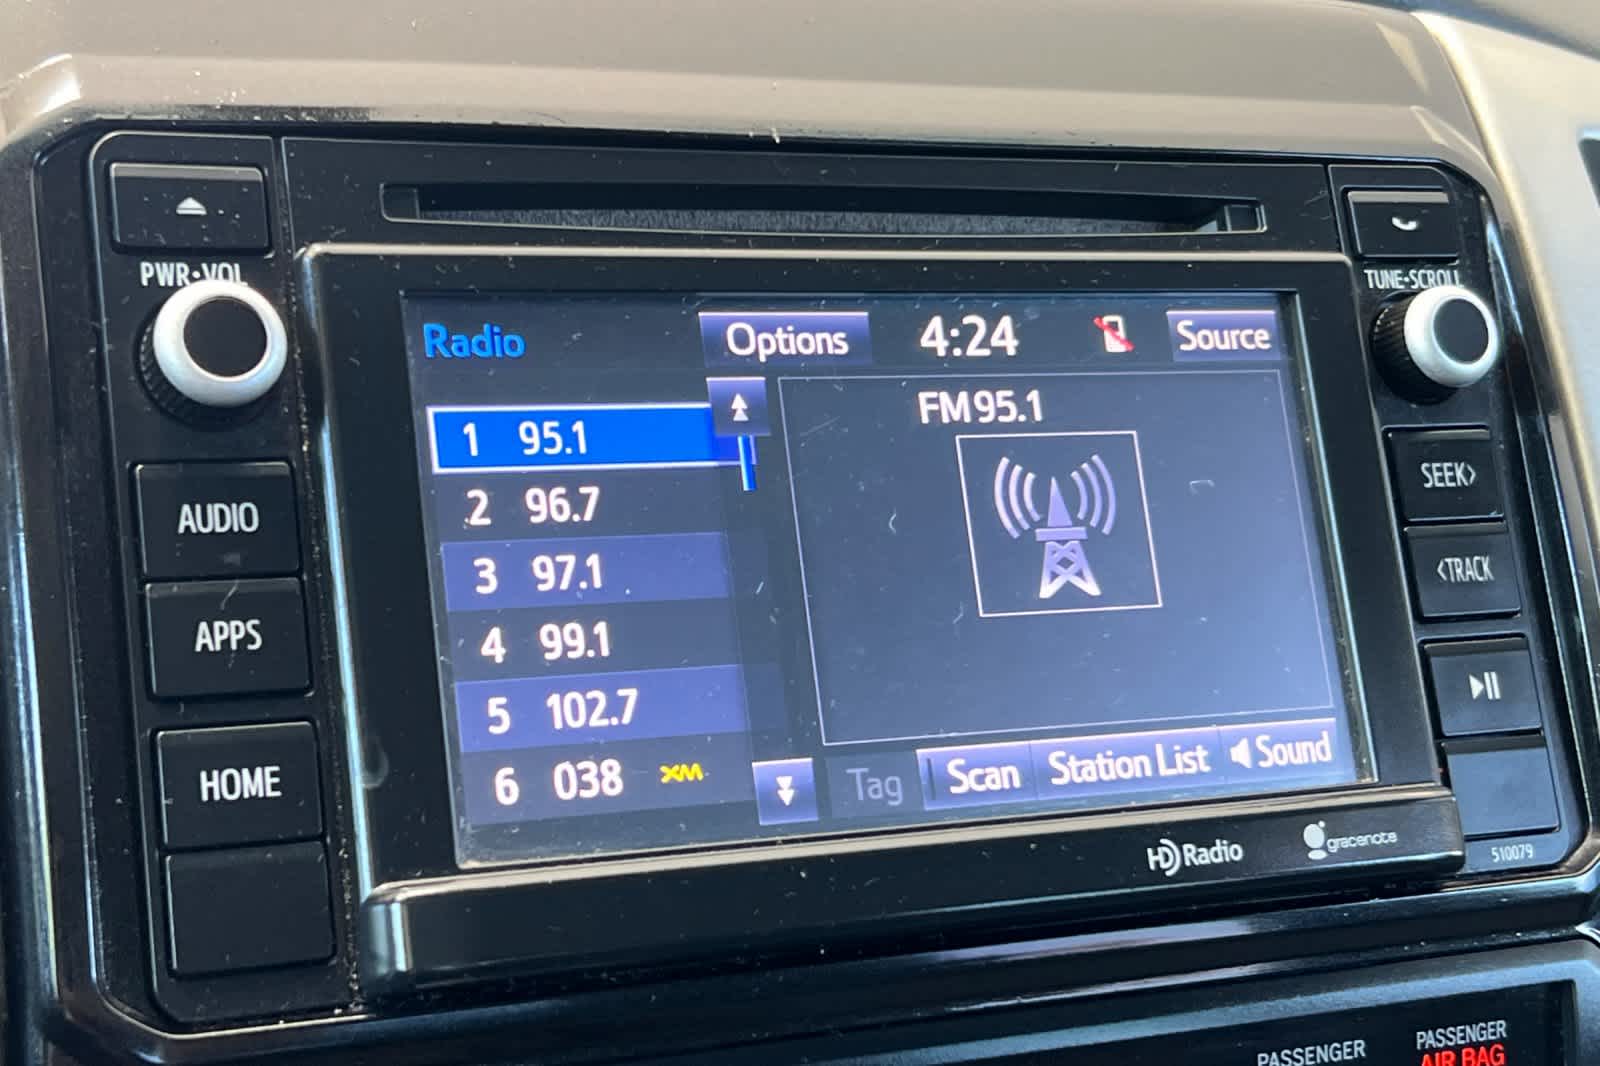 PWR•VOL
TUNE•SCROLL
Radio
Options
4:24
Source
FM 95.1
1 95.1
2 96.7
3 97.1
4 99.1
5 102.7
6 038 XM
Tag
Scan
Station List
Sound
AUDIO
APPS
HOME
SEEK>
<TRACK
HD Radio
gracenote
510079
PASSENGER
PASSENGER
AIR BAG